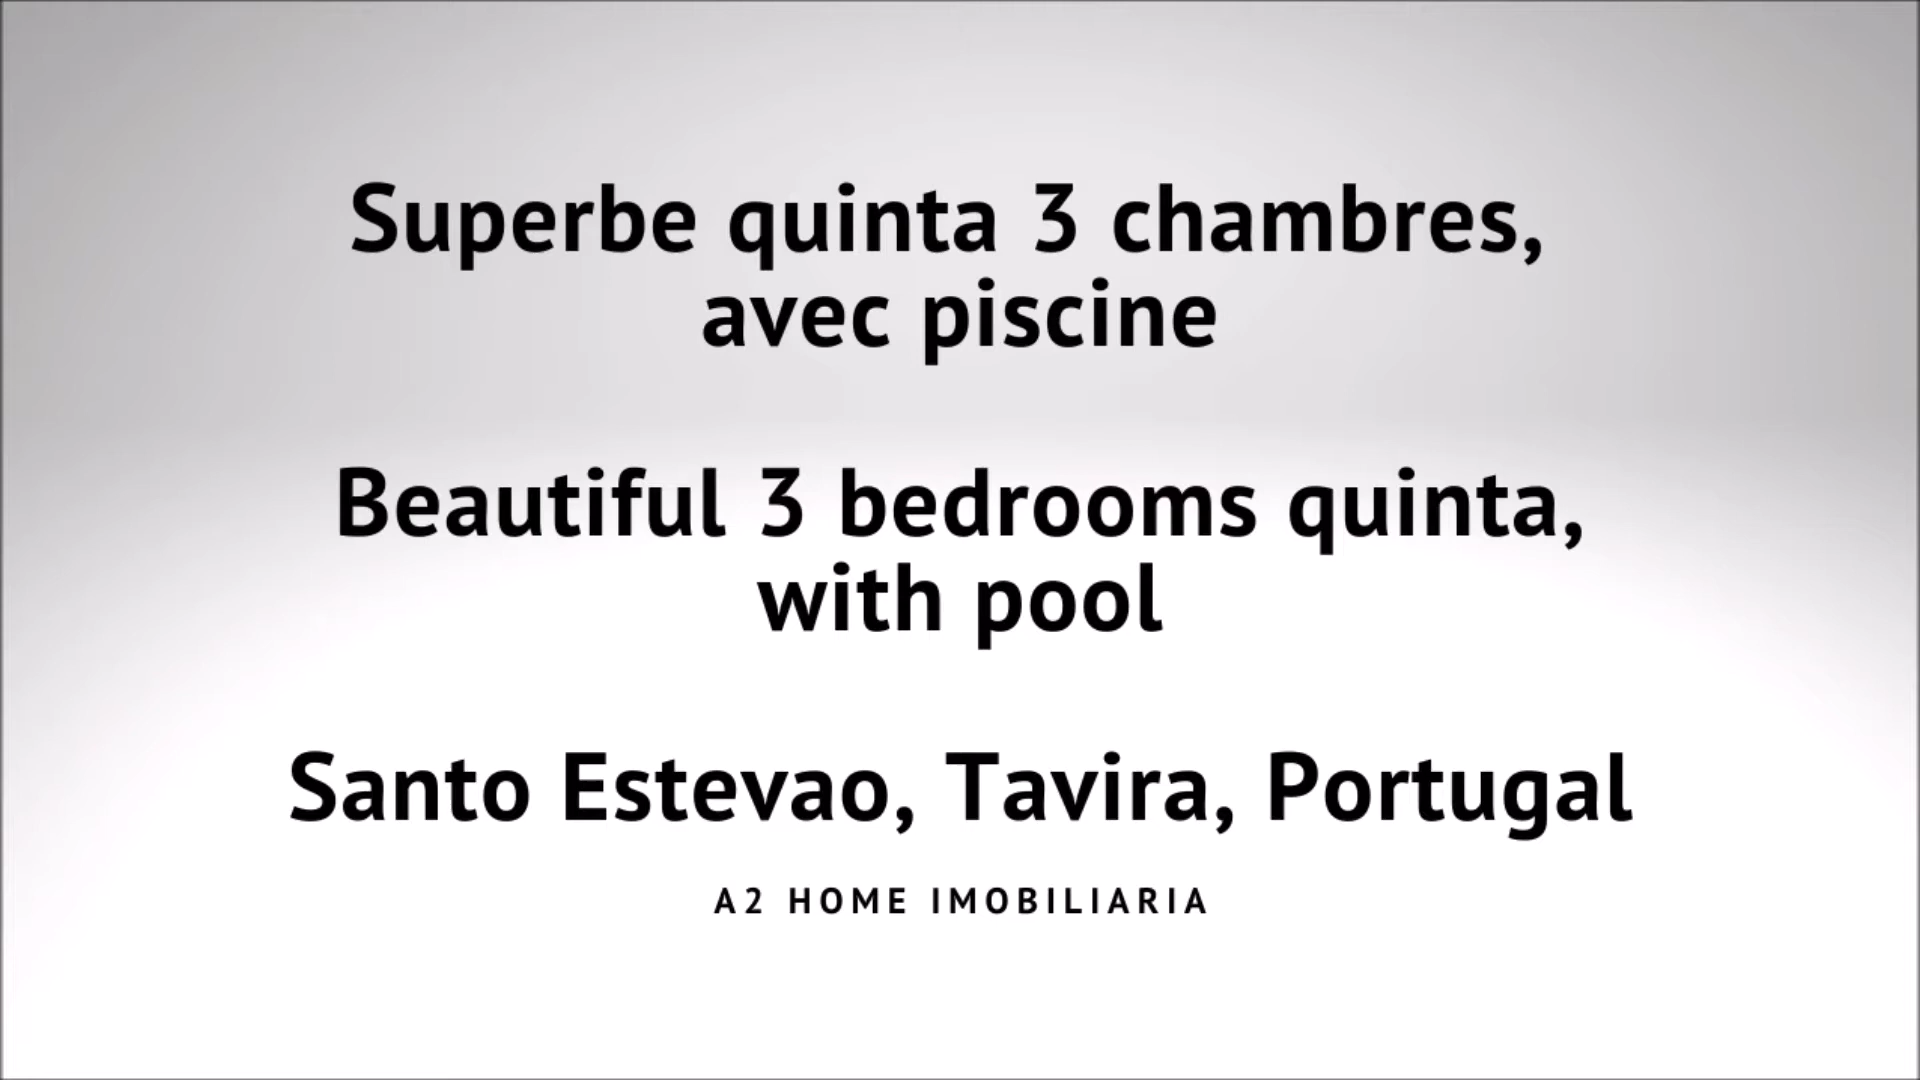 Superbe quinta 3 chambres,
avec piscine
Beautiful 3 bedrooms quinta,
with pool
Santo Estevao, Tavira, Portugal
A2 HOME IMOBILIARIA